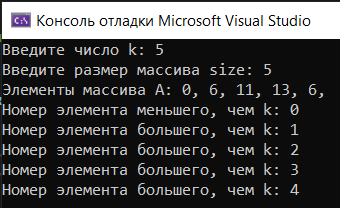 Консоль отладки Microsoft Visual Studio
Введите число k: 5
Введите размер массива size: 5
Элементы массива A: 0, 6, 11, 13, 6,
Номер элемента меньшего, чем k: 0
Номер элемента большего, чем k: 1
Номер элемента большего, чем k: 2
Номер элемента большего, чем k: 3
Номер элемента большего, чем k: 4